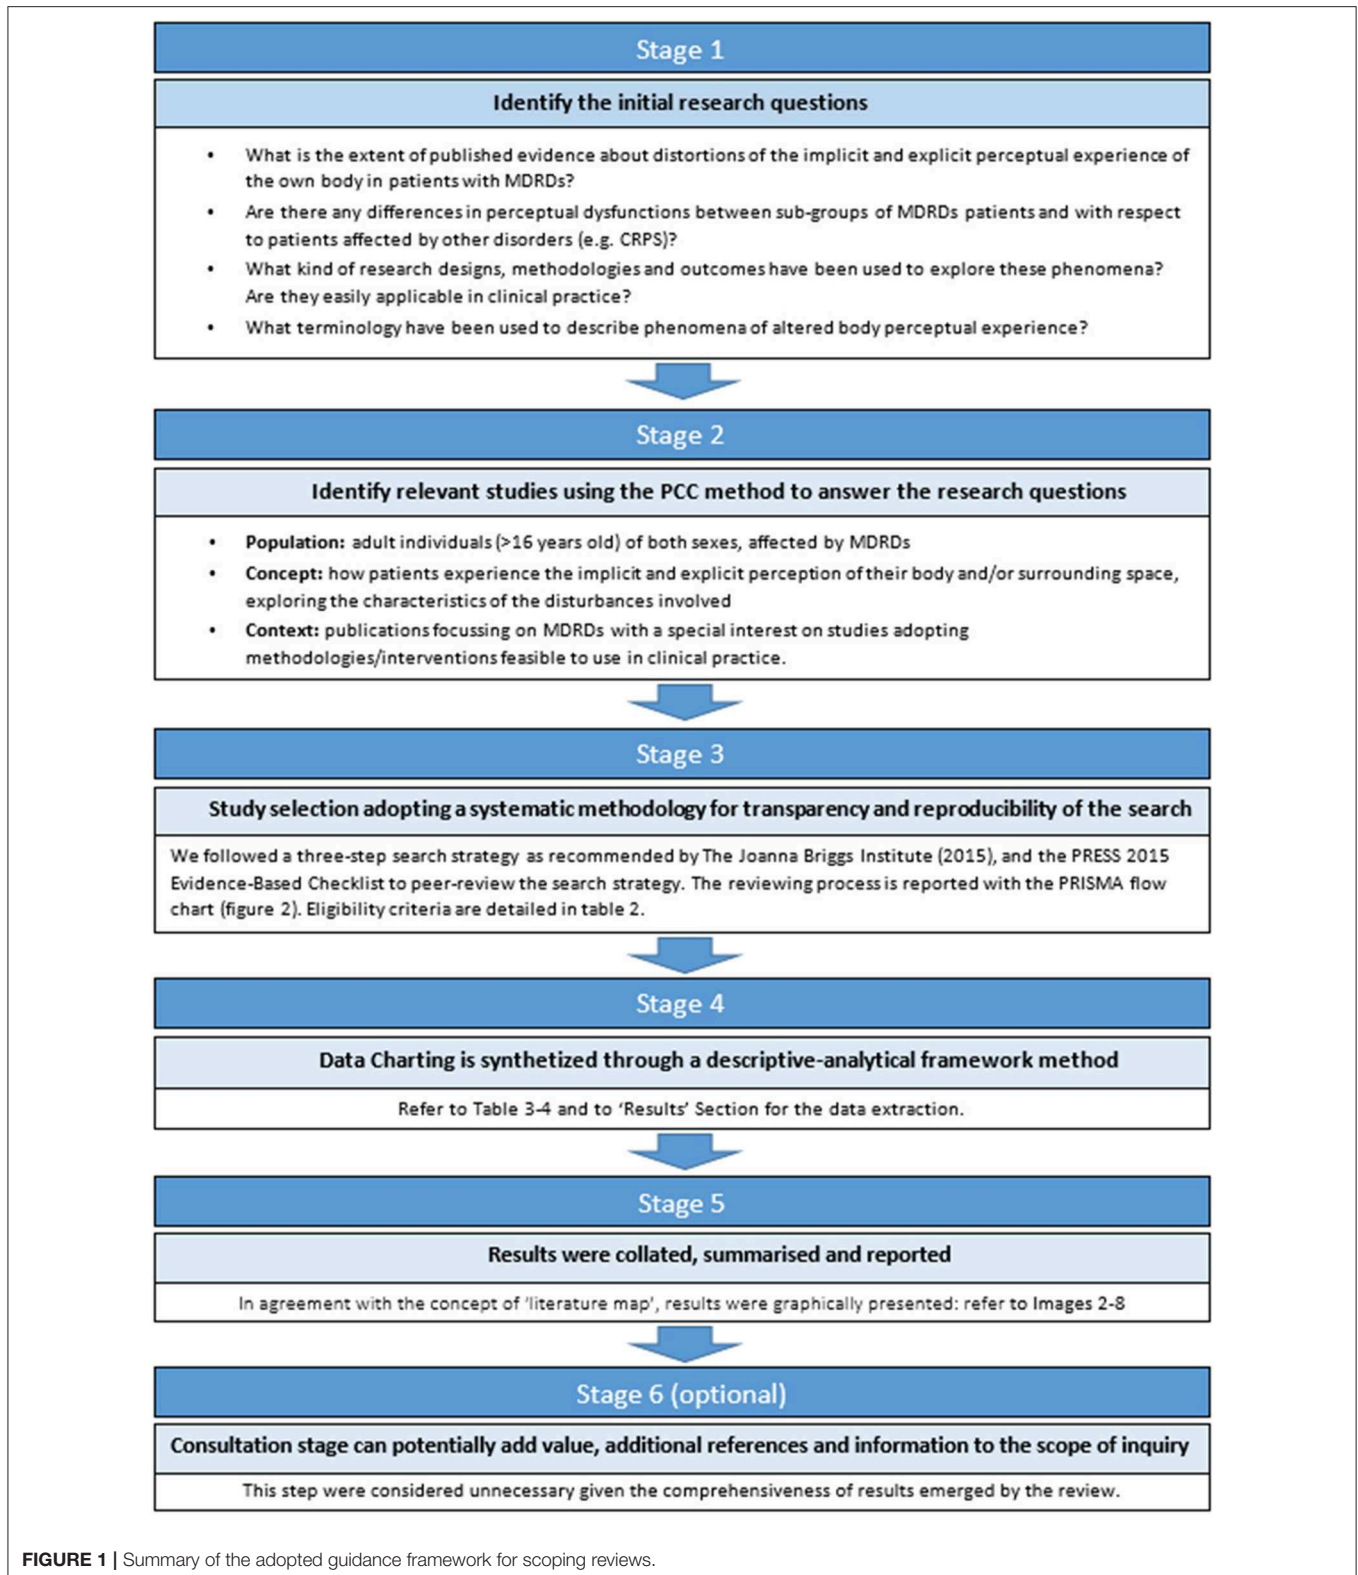 Stage 1
Identify the initial research questions
• What is the extent of published evidence about distortions of the implicit and explicit perceptual experience of
the own body in patients with MDRDs?
• Are there any differences in perceptual dysfunctions between sub-groups of MDRDs patients and with respect
to patients affected by other disorders (e.g. CRPS)?
• What kind of research designs, methodologies and outcomes have been used to explore these phenomena?
Are they easily applicable in clinical practice?
• What terminology have been used to describe phenomena of altered body perceptual experience?
Stage 2
Identify relevant studies using the PCC method to answer the research questions
• Population: adult individuals (>16 years old) of both sexes, affected by MDRDs
• Concept: how patients experience the implicit and explicit perception of their body and/or surrounding space,
exploring the characteristics of the disturbances involved
• Context: publications focussing on MDRDs with a special interest on studies adopting
methodologies/interventions feasible to use in clinical practice.
Stage 3
Study selection adopting a systematic methodology for transparency and reproducibility of the search
We followed a three-step search strategy as recommended by The Joanna Briggs Institute (2015), and the PRESS 2015
Evidence-Based Checklist to peer-review the search strategy. The reviewing process is reported with the PRISMA flow
chart (figure 2). Eligibility criteria are detailed in table 2.
Stage 4
Data Charting is synthetized through a descriptive-analytical framework method
Refer to Table 3-4 and to ‘Results’ Section for the data extraction.
Stage 5
Results were collated, summarised and reported
In agreement with the concept of ‘literature map’, results were graphically presented: refer to Images 2-8
Stage 6 (optional)
Consultation stage can potentially add value, additional references and information to the scope of inquiry
This step were considered unnecessary given the comprehensiveness of results emerged by the review.
FIGURE 1 | Summary of the adopted guidance framework for scoping reviews.